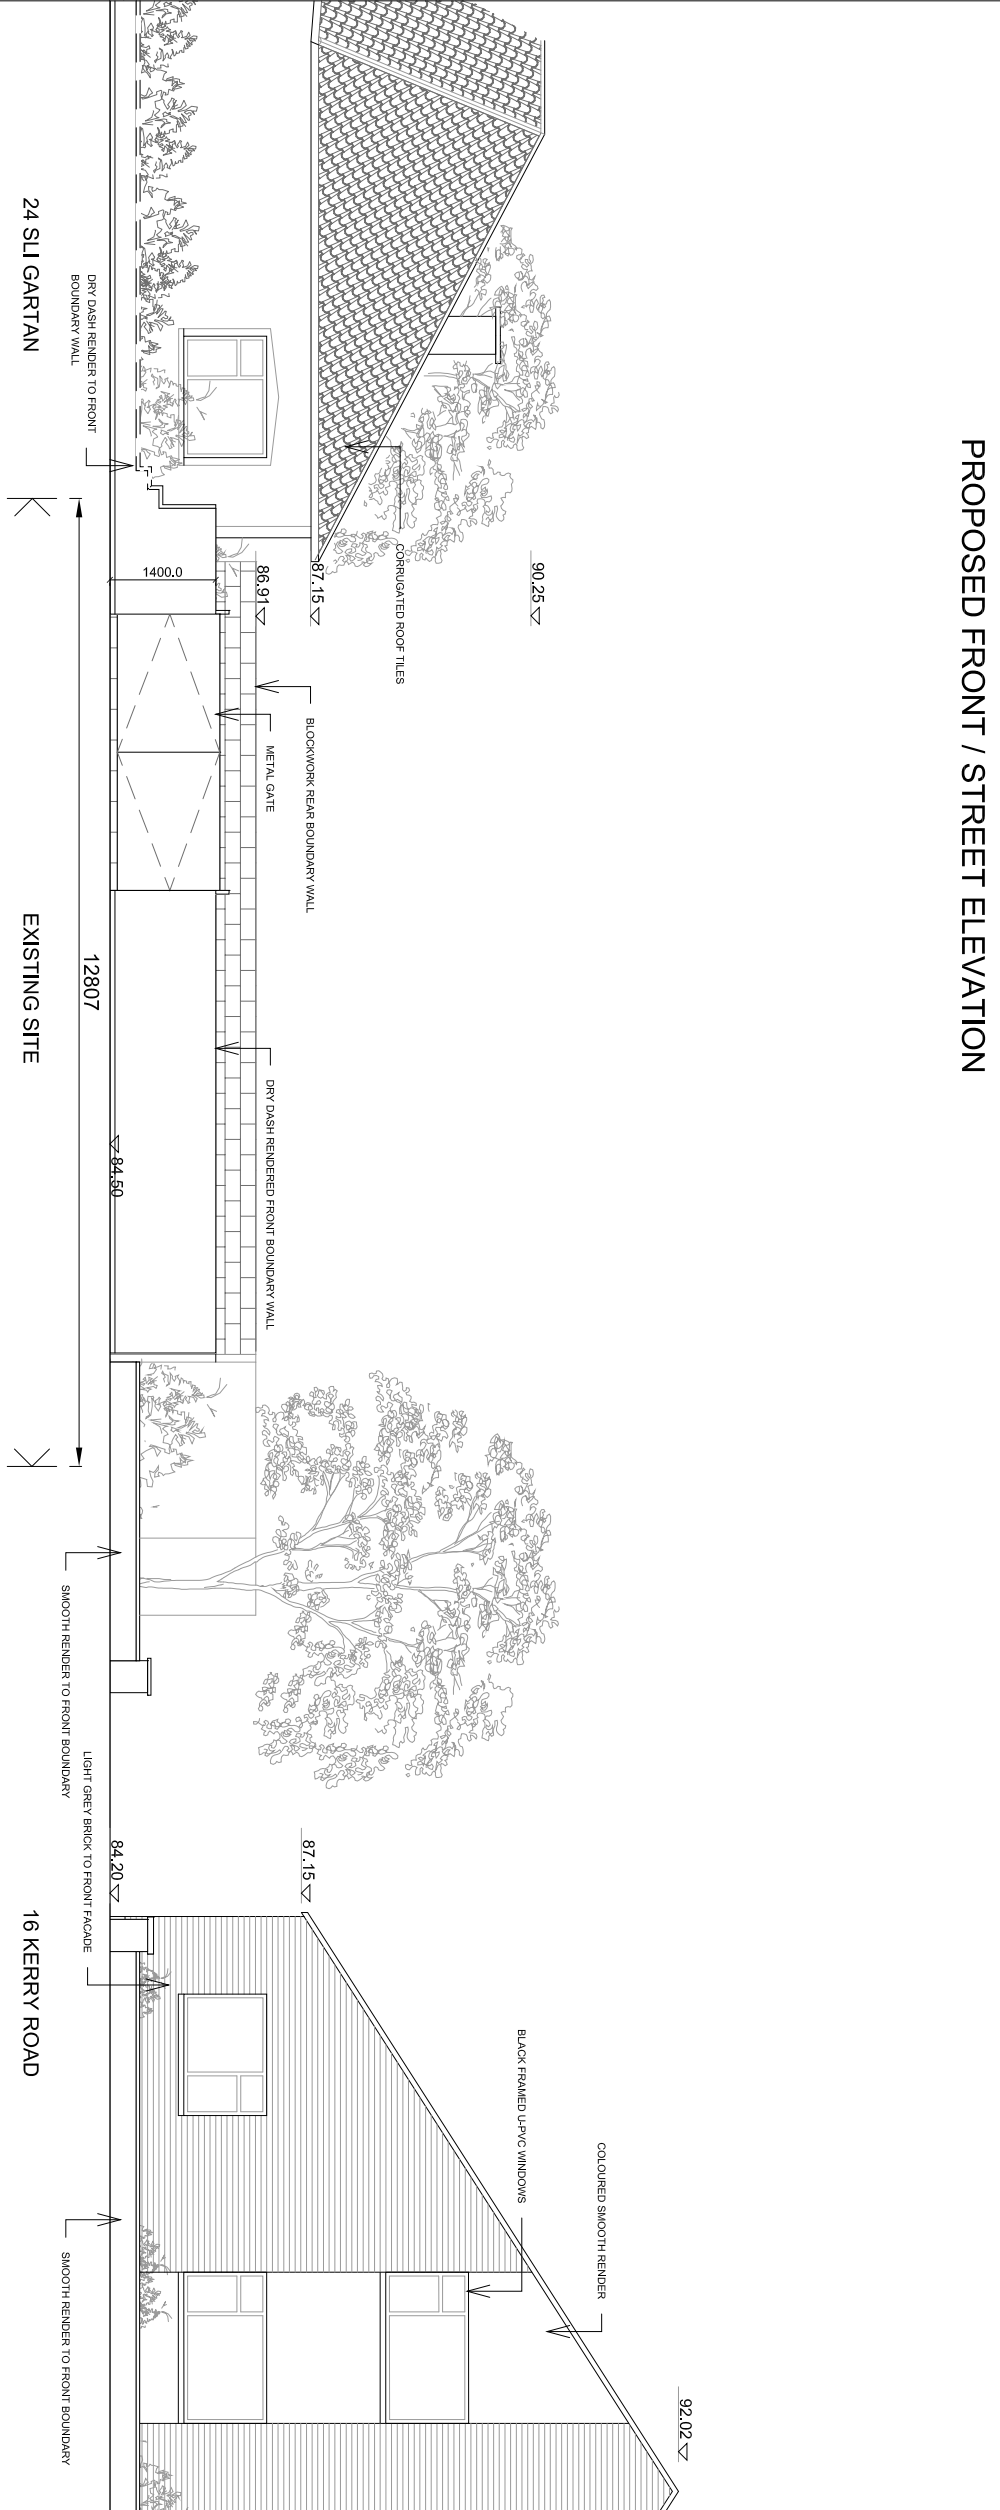 PROPOSED FRONT / STREET ELEVATION
90.25
92.02
COLOURED SMOOTH RENDER
BLACK FRAMED U-PVC WINDOWS
CORRUGATED ROOF TILES
87.15
86.91
BLOCKWORK REAR BOUNDARY WALL
METAL GATE
DRY DASH RENDERED FRONT BOUNDARY WALL
87.15
1400.0
84.50
84.20
DRY DASH RENDER TO FRONT
BOUNDARY WALL
12807
LIGHT GREY BRICK TO FRONT FACADE
SMOOTH RENDER TO FRONT BOUNDARY
SMOOTH RENDER TO FRONT BOUNDARY
24 SLI GARTAN
EXISTING SITE
16 KERRY ROAD